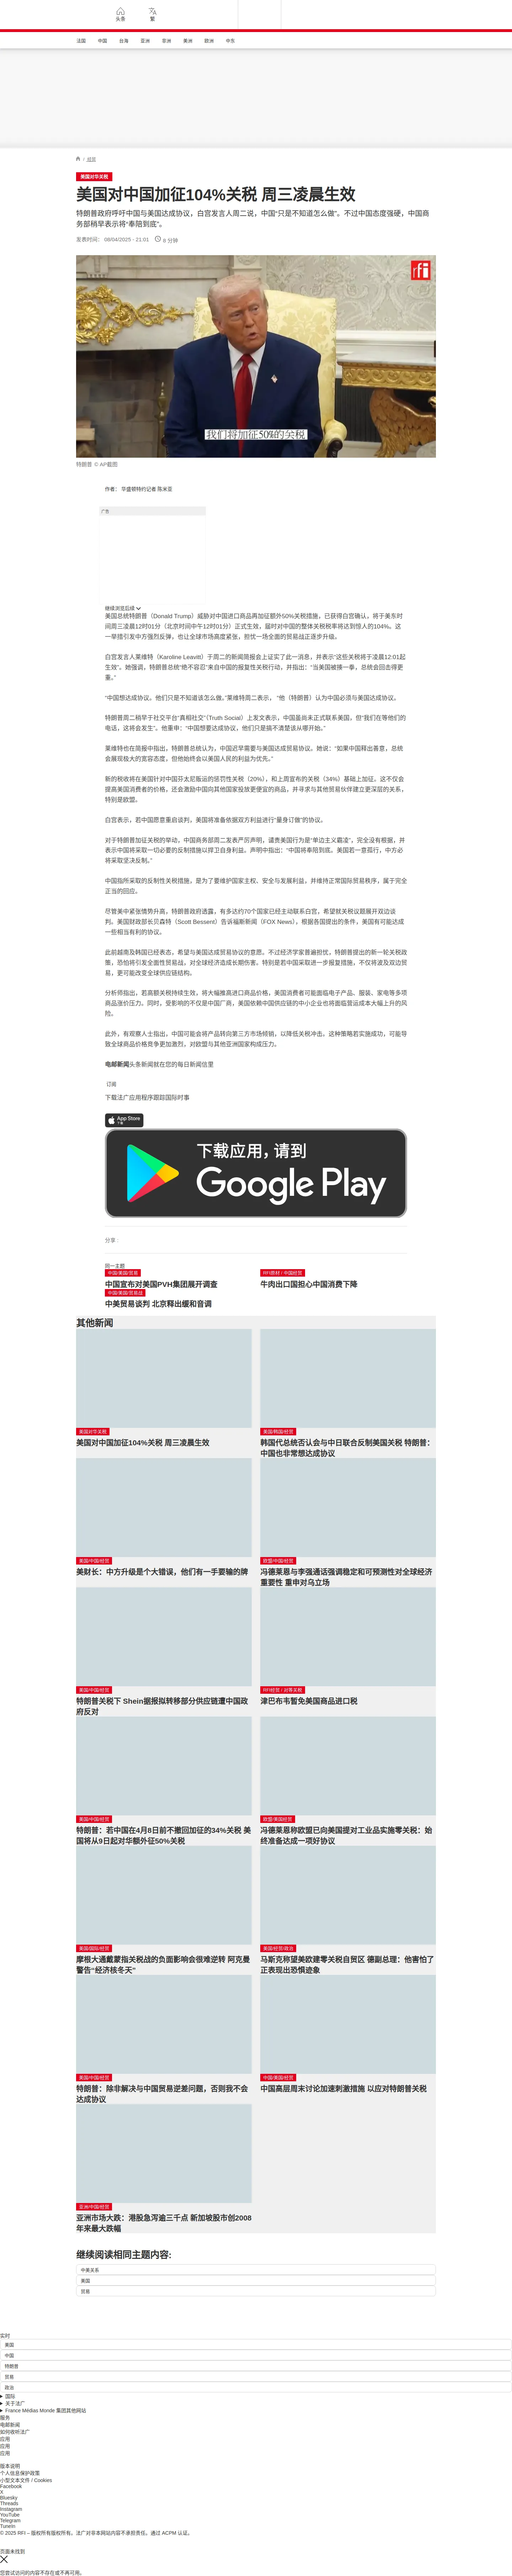 头条
繁
法国
中国
台湾
亚洲
非洲
美洲
欧洲
中东
/ 经贸
美国对华关税
美国对中国加征104%关税 周三凌晨生效
特朗普政府呼吁中国与美国达成协议，白宫发言人周二说，中国“只是不知道怎么做”。不过中国态度强硬，中国商务部稍早表示将“奉陪到底”。
发表时间： 08/04/2025 - 21:01
8 分钟
rfi
我们将加征50%的关税
特朗普 © AP截图
作者： 华盛顿特约记者 陈米亚
广告
继续浏览后续
美国总统特朗普（Donald Trump）威胁对中国进口商品再加征额外50%关税措施，已获得白宫确认，将于美东时间周三凌晨12时01分（北京时间中午12时01分）正式生效，届时对中国的整体关税税率将达到惊人的104%。这一举措引发中方强烈反弹，也让全球市场高度紧张，担忧一场全面的贸易战正逐步升级。
白宫发言人莱维特（Karoline Leavitt）于周二的新闻简报会上证实了此一消息，并表示“这些关税将于凌晨12:01起生效”。她强调，特朗普总统“绝不容忍”来自中国的报复性关税行动，并指出：“当美国被揍一拳，总统会回击得更重。”
“中国想达成协议。他们只是不知道该怎么做，”莱维特周二表示， “他（特朗普）认为中国必须与美国达成协议。
特朗普周二稍早于社交平台“真相社交”（Truth Social）上发文表示，中国虽尚未正式联系美国，但“我们在等他们的电话，这将会发生”。他重申：“中国想要达成协议，他们只是搞不清楚该从哪开始。”
莱维特也在简报中指出，特朗普总统认为，中国迟早需要与美国达成贸易协议。她说：“如果中国释出善意，总统会展现极大的宽容态度，但他始终会以美国人民的利益为优先。”
新的税收将在美国针对中国芬太尼贩运的惩罚性关税（20%），和上周宣布的关税（34%）基础上加征。这不仅会提高美国消费者的价格，还会激励中国向其他国家投放更便宜的商品，并寻求与其他贸易伙伴建立更深层的关系，特别是欧盟。
白宫表示，若中国愿意重启谈判，美国将准备依据双方利益进行“量身订做”的协议。
对于特朗普加征关税的举动，中国商务部周二发表严厉声明，谴责美国行为是“单边主义霸凌”，完全没有根据，并表示中国将采取一切必要的反制措施以捍卫自身利益。声明中指出：“中国将奉陪到底。美国若一意孤行，中方必将采取坚决反制。”
中国指所采取的反制性关税措施，是为了要维护国家主权、安全与发展利益，并维持正常国际贸易秩序，属于完全正当的回应。
尽管美中紧张情势升高，特朗普政府透露，有多达约70个国家已经主动联系白宫，希望就关税议题展开双边谈判。美国财政部长贝森特（Scott Bessent）告诉福斯新闻（FOX News），根据各国提出的条件，美国有可能达成一些相当有利的协议。
此前越南及韩国已经表态，希望与美国达成贸易协议的意愿。不过经济学家普遍担忧，特朗普提出的新一轮关税政策，恐怕将引发全面性贸易战，对全球经济造成长期伤害。特别是若中国采取进一步报复措施，不仅将波及双边贸易，更可能改变全球供应链结构。
分析师指出，若高额关税持续生效，将大幅推高进口商品价格，美国消费者可能面临电子产品、服装、家电等多项商品涨价压力。同时，受影响的不仅是中国厂商，美国依赖中国供应链的中小企业也将面临营运成本大幅上升的风险。
此外，有观察人士指出，中国可能会将产品转向第三方市场倾销，以降低关税冲击。这种策略若实施成功，可能导致全球商品价格竞争更加激烈，对欧盟与其他亚洲国家构成压力。
电邮新闻头条新闻就在您的每日新闻信里
订阅
下载法广应用程序跟踪国际时事
App Store
下载应用，请到
Google Play
分享 :
同一主题
中国/美国/贸易
中国宣布对美国PVH集团展开调查
RFI题材 / 中国经贸
牛肉出口国担心中国消费下降
中国/美国/贸易战
中美贸易谈判 北京释出缓和音调
其他新闻
美国对华关税
美国对中国加征104%关税 周三凌晨生效
美国/韩国/经贸
韩国代总统否认会与中日联合反制美国关税 特朗普：中国也非常想达成协议
美国/中国/经贸
美财长：中方升级是个大错误，他们有一手要输的牌
欧盟/中国/经贸
冯德莱恩与李强通话强调稳定和可预测性对全球经济重要性 重申对乌立场
美国/中国/经贸
特朗普关税下 Shein据报拟转移部分供应链遭中国政府反对
RFI经贸 / 对等关税
津巴布韦暂免美国商品进口税
美国/中国/经贸
特朗普：若中国在4月8日前不撤回加征的34%关税 美国将从9日起对华额外征50%关税
欧盟/美国经贸
冯德莱恩称欧盟已向美国提对工业品实施零关税：始终准备达成一项好协议
美国/国际/经贸
摩根大通戴蒙指关税战的负面影响会很难逆转 阿克曼警告“经济核冬天”
美国/经贸/政治
马斯克称望美欧建零关税自贸区 德副总理：他害怕了 正表现出恐惧迹象
美国/中国/经贸
特朗普：除非解决与中国贸易逆差问题，否则我不会达成协议
中国/美国/经贸
中国高层周末讨论加速刺激措施 以应对特朗普关税
亚洲/中国/经贸
亚洲市场大跌：港股急泻逾三千点 新加坡股市创2008年来最大跌幅
继续阅读相同主题内容:
中美关系
美国
贸易
实时
美国
中国
特朗普
贸易
政治
国际
关于法广
France Médias Monde 集团其他网站
服务
电邮新闻
如何收听法广
应用
应用
应用
版本说明
个人信息保护政策
小型文本文件 / Cookies
Facebook
X
Bluesky
Threads
Instagram
YouTube
Telegram
TuneIn
© 2025 RFI – 版权所有版权所有。法广对非本网站内容不承担责任。通过 ACPM 认证。
页面未找到
您尝试访问的内容不存在或不再可用。